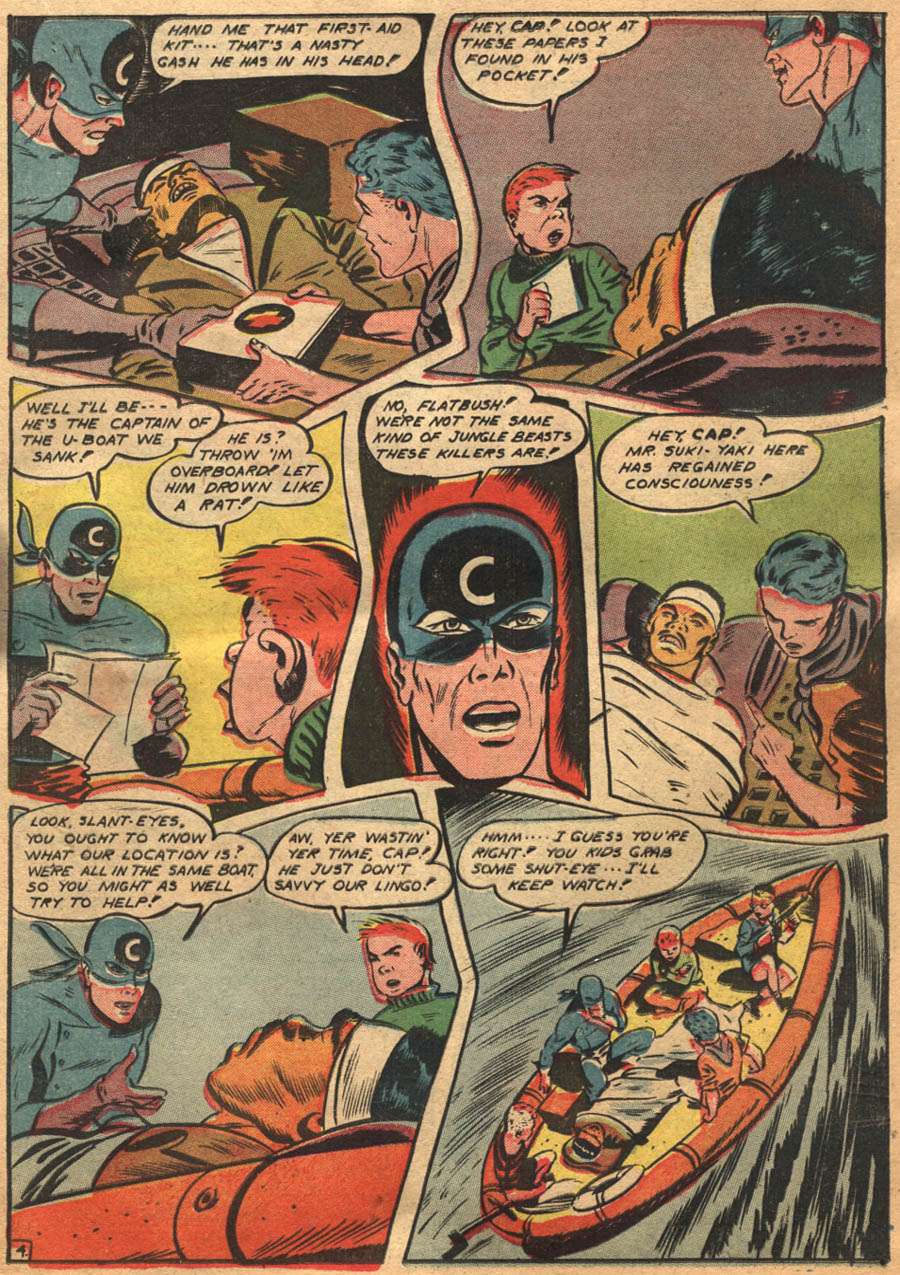 HAND ME THAT FIRST-AID
KIT···· THAT'S A NASTY
GASH HE HAS IN HIS HEAD!
C
HEY, CAP! LOOK AT
THESE PAPERS I
FOUND IN HIS
POCKET!
WELL I'LL BE---
HE'S THE CAPTAIN OF
THE U-BOAT WE
SANK!
HE IS?
THROW 'IM
OVERBOARD! LET
HIM DROWN LIKE
A RAT!
C
NO, FLATBUSH!
WE'RE NOT THE SAME
KIND OF JUNGLE BEASTS
THESE KILLERS ARE!
C
HEY, CAP!
MR. SUKI-YAKI HERE
HAS REGAINED
CONSCIOUNESS!
LOOK, SLANT-EYES,
YOU OUGHT TO KNOW
WHAT OUR LOCATION IS?
WE'RE ALL IN THE SAME BOAT,
SO YOU MIGHT AS WELL
TRY TO HELP!
AW, YER WASTIN'
YER TIME, CAP!
HE JUST DON'T
SAVVY OUR LINGO!
C
HMM···· I GUESS YOU'RE
RIGHT! YOU KIDS GRAB
SOME SHUT-EYE ··· I'LL
KEEP WATCH!
4